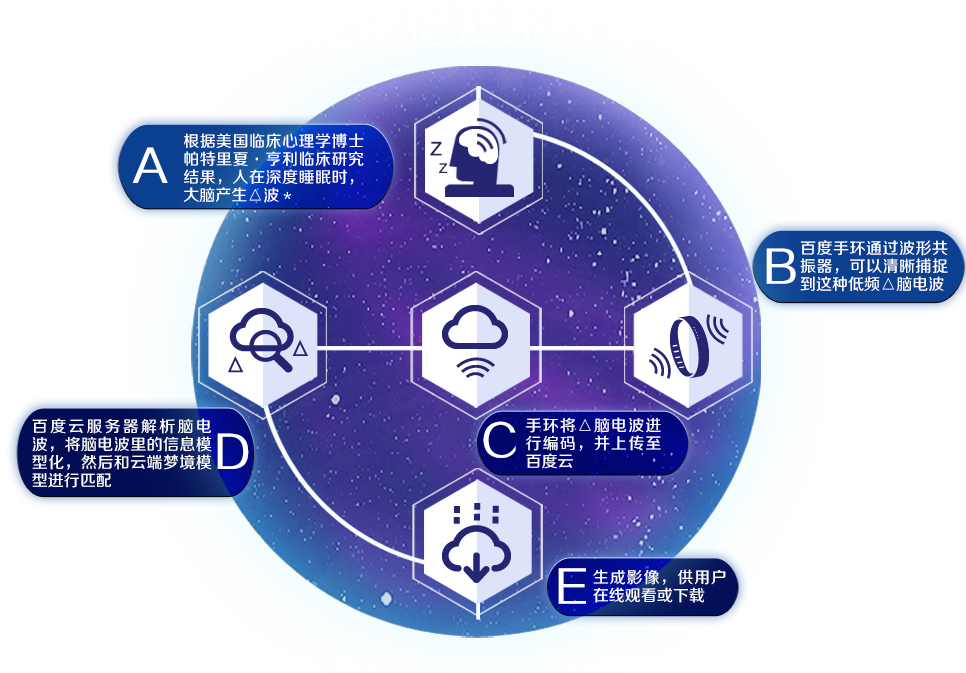 A
根据美国临床心理学博士
帕特里夏·亨利临床研究
结果，人在深度睡眠时，
大脑产生△波*
Z
Z
B
百度手环通过波形共
振器，可以清晰捕捉
到这种低频△脑电波
C
手环将△脑电波进
行编码，并上传至
百度云
D
百度云服务器解析脑电
波，将脑电波里的信息模
型化，然后和云端梦境模
型进行匹配
E
生成影像，供用户
在线观看或下载